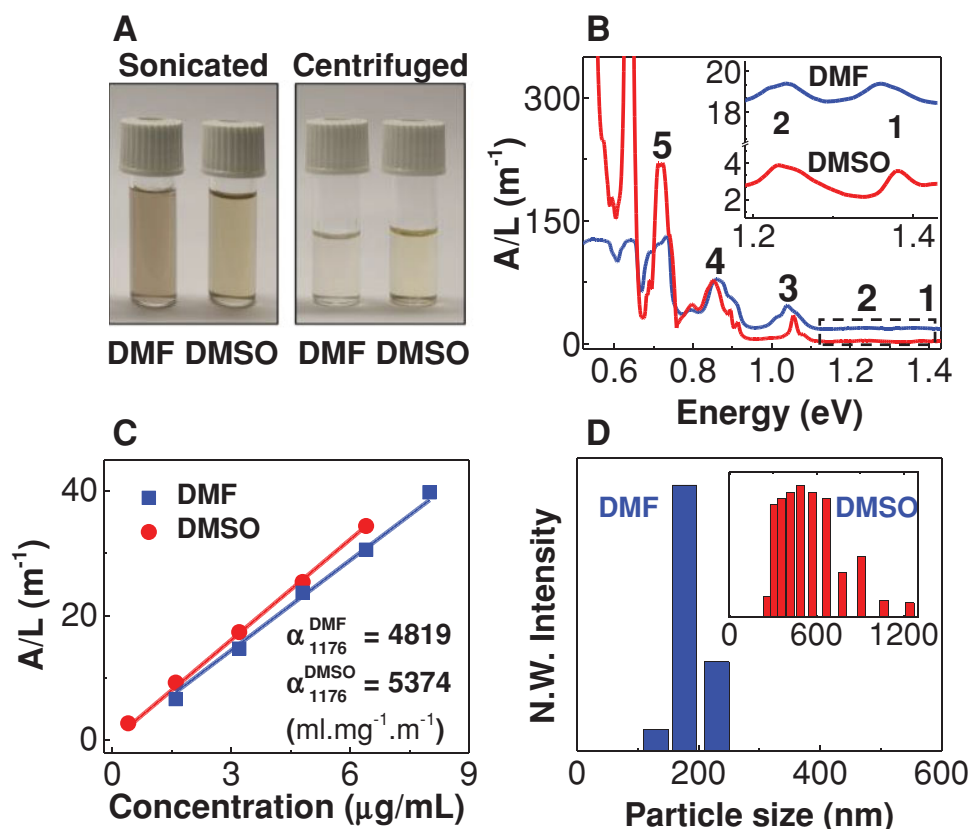 A
Sonicated Centrifuged
DMF DMSO DMF DMSO
B
300
150
0
A/L (m⁻¹)
5
4
3
2
1
0.6 0.8 1.0 1.2 1.4
Energy (eV)
20
18
4
2
DMF
2
1
DMSO
1.2 1.4
C
40
20
0
A/L (m⁻¹)
DMF
DMSO
α₁₁₇₆ᴰᴹᶠ = 4819
α₁₁₇₆ᴰᴹˢᴼ = 5374
(ml.mg⁻¹.m⁻¹)
0 3 6 9
Concentration (μg/mL)
D
N.W. Intensity
DMF
DMSO
0 600 1200
0 200 400 600
Particle size (nm)